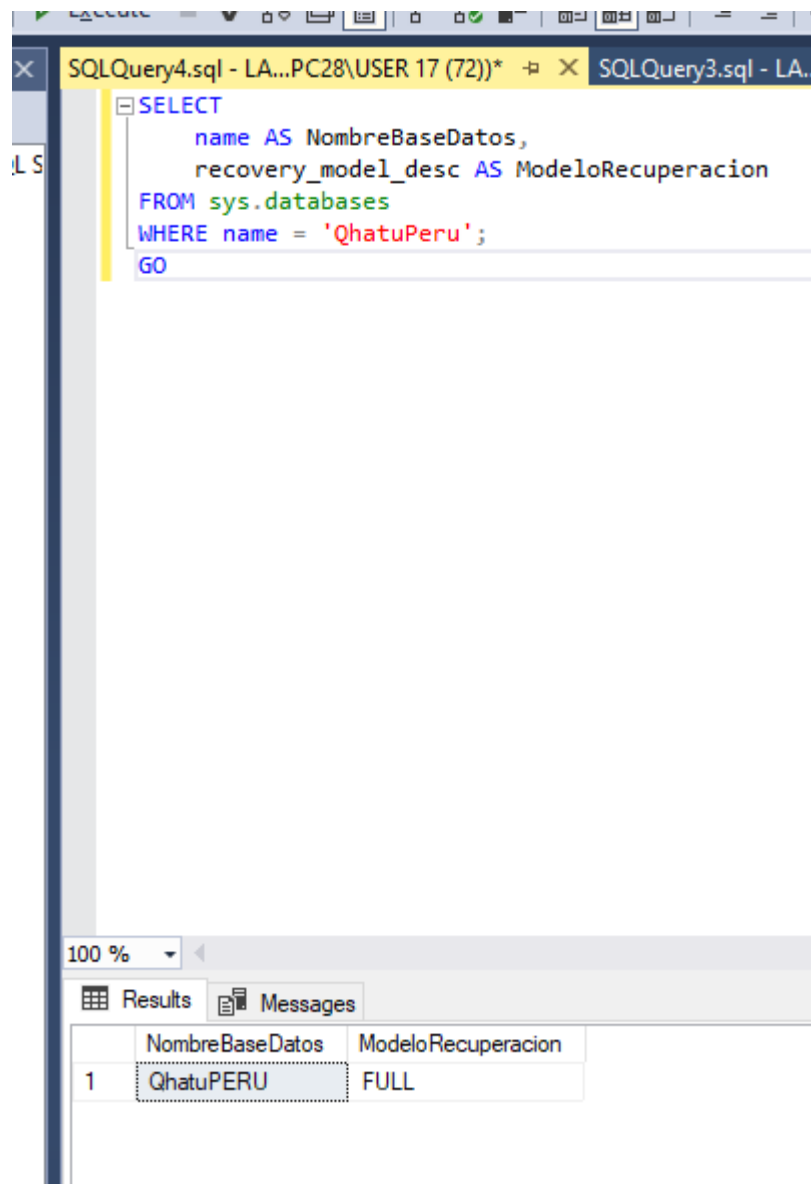 Execute
SQLQuery4.sql - LA...PC28\USER 17 (72))*
SQLQuery3.sql - LA..
L S
SELECT
name AS NombreBaseDatos,
recovery_model_desc AS ModeloRecuperacion
FROM sys.databases
WHERE name = 'QhatuPeru';
GO
100 %
Results Messages
NombreBaseDatos ModeloRecuperacion
1 QhatuPERU FULL